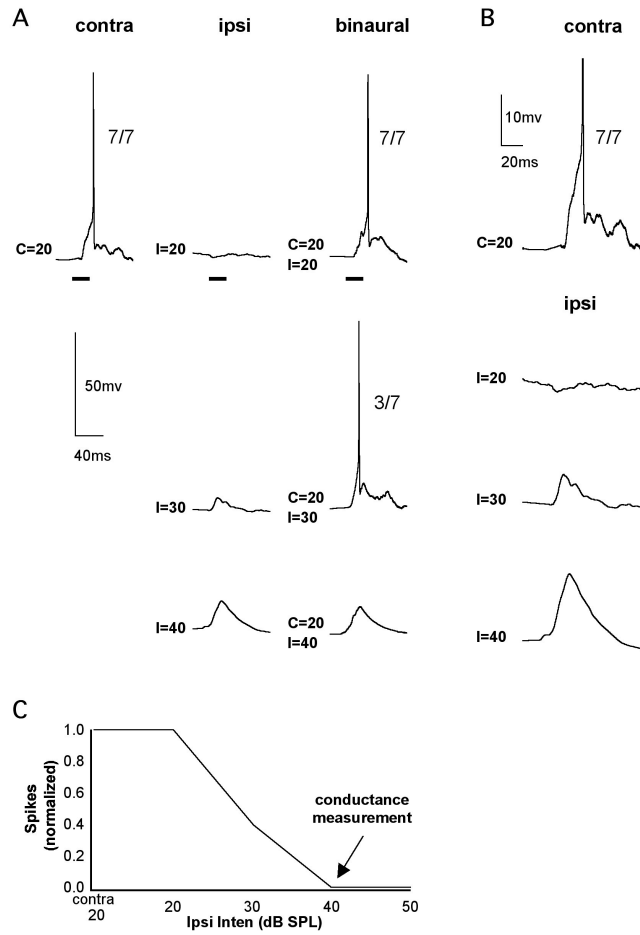 A
contra
ipsi
binaural
B
contra
7/7
7/7
10mv
20ms
7/7
C=20
I=20
C=20
I=20
C=20
ipsi
I=20
50mv
40ms
3/7
I=30
C=20
I=30
I=30
I=40
C=20
I=40
I=40
C
Spikes
(normalized)
1.0
0.8
0.6
0.4
0.2
0.0
conductance
measurement
contra
20
20
30
40
50
Ipsi Inten (dB SPL)